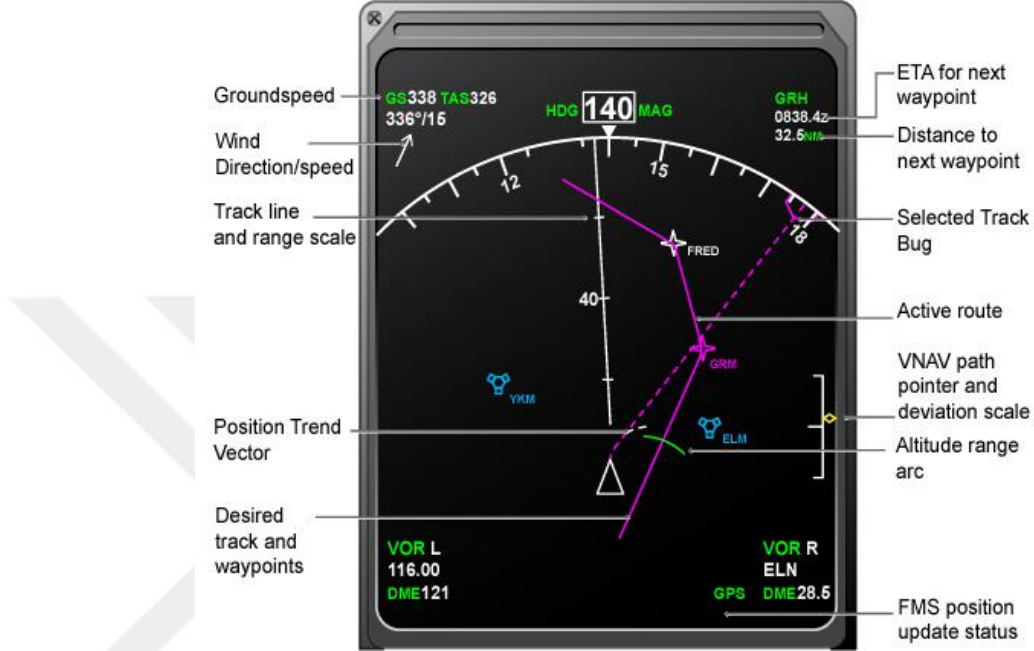 Groundspeed
Wind
Direction/speed
Track line
and range scale
Position Trend
Vector
Desired
track and
waypoints
GS338 TAS326
336°/15
HDG 140 MAG
GRH
0838.4z
32.5NM
12
15
18
FRED
40
GRM
YKM
ELM
VOR L
116.00
DME121
VOR R
ELN
GPS DME28.5
ETA for next
waypoint
Distance to
next waypoint
Selected Track
Bug
Active route
VNAV path
pointer and
deviation scale
Altitude range
arc
FMS position
update status